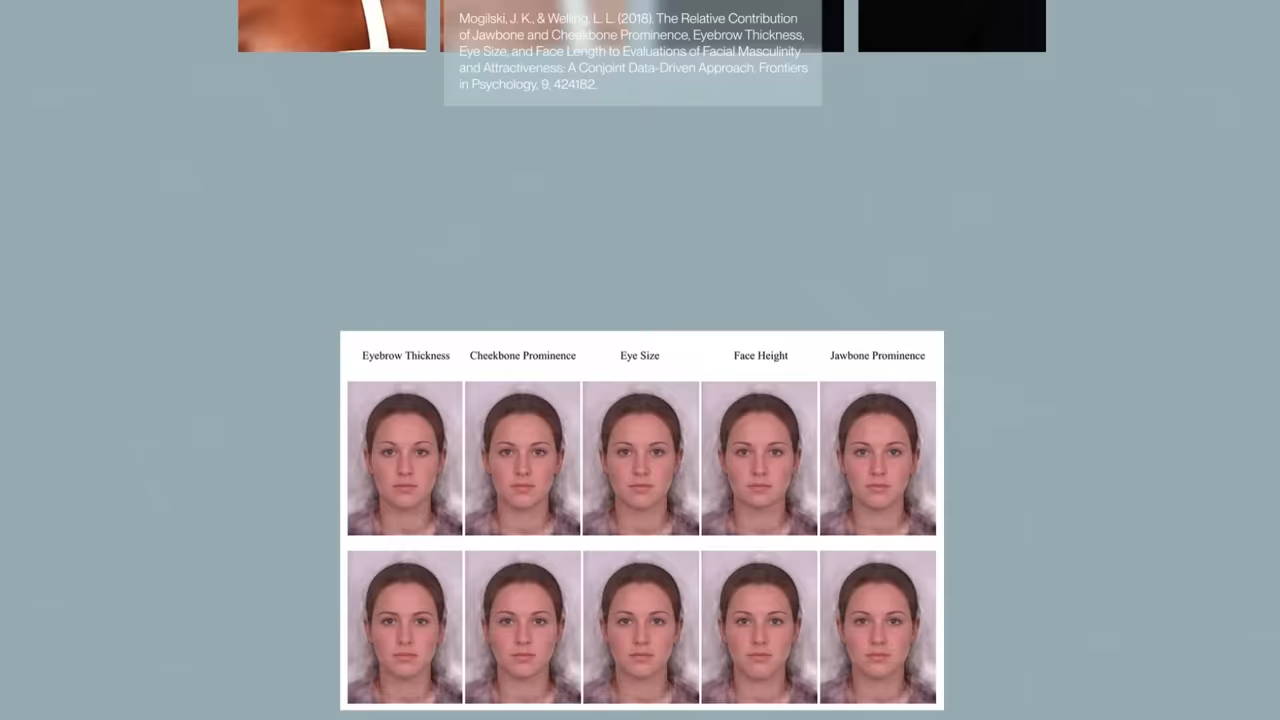 Mogilski, J. K., & Welling, L. L. (2018). The Relative Contribution
of Jawbone and Cheekbone Prominence, Eyebrow Thickness,
Eye Size, and Face Length to Evaluations of Facial Masculinity
and Attractiveness: A Conjoint Data-Driven Approach. Frontiers
in Psychology, 9, 424182.
Eyebrow Thickness Cheekbone Prominence Eye Size Face Height Jawbone Prominence